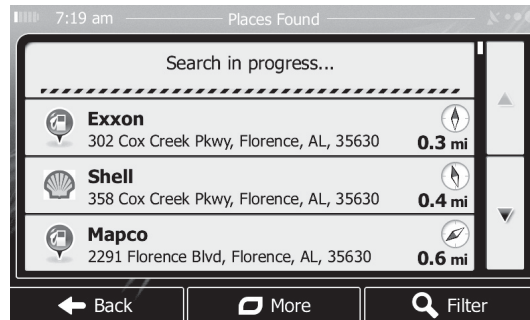 7:19 am
Places Found
Search in progress...
Exxon
302 Cox Creek Pkwy, Florence, AL, 35630
0.3 mi
Shell
358 Cox Creek Pkwy, Florence, AL, 35630
0.4 mi
Mapco
2291 Florence Blvd, Florence, AL, 35630
0.6 mi
Back
More
Filter